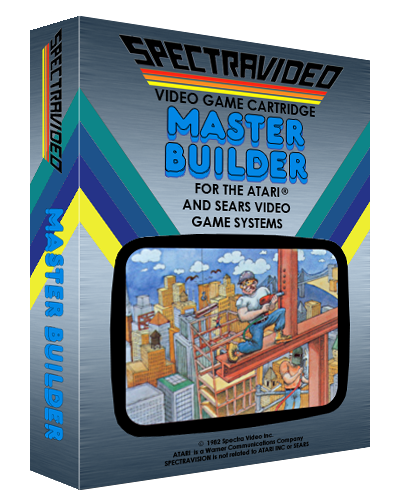 SPECTRAVIDEO
VIDEO GAME CARTRIDGE
MASTER
BUILDER
FOR THE ATARI®
AND SEARS VIDEO
GAME SYSTEMS
© 1982 Spectra Video Inc.
ATARI is a Warner Communications Company
SPECTRAVISION is not related to ATARI INC or SEARS
SPECTRAVIDEO
MASTER BUILDER